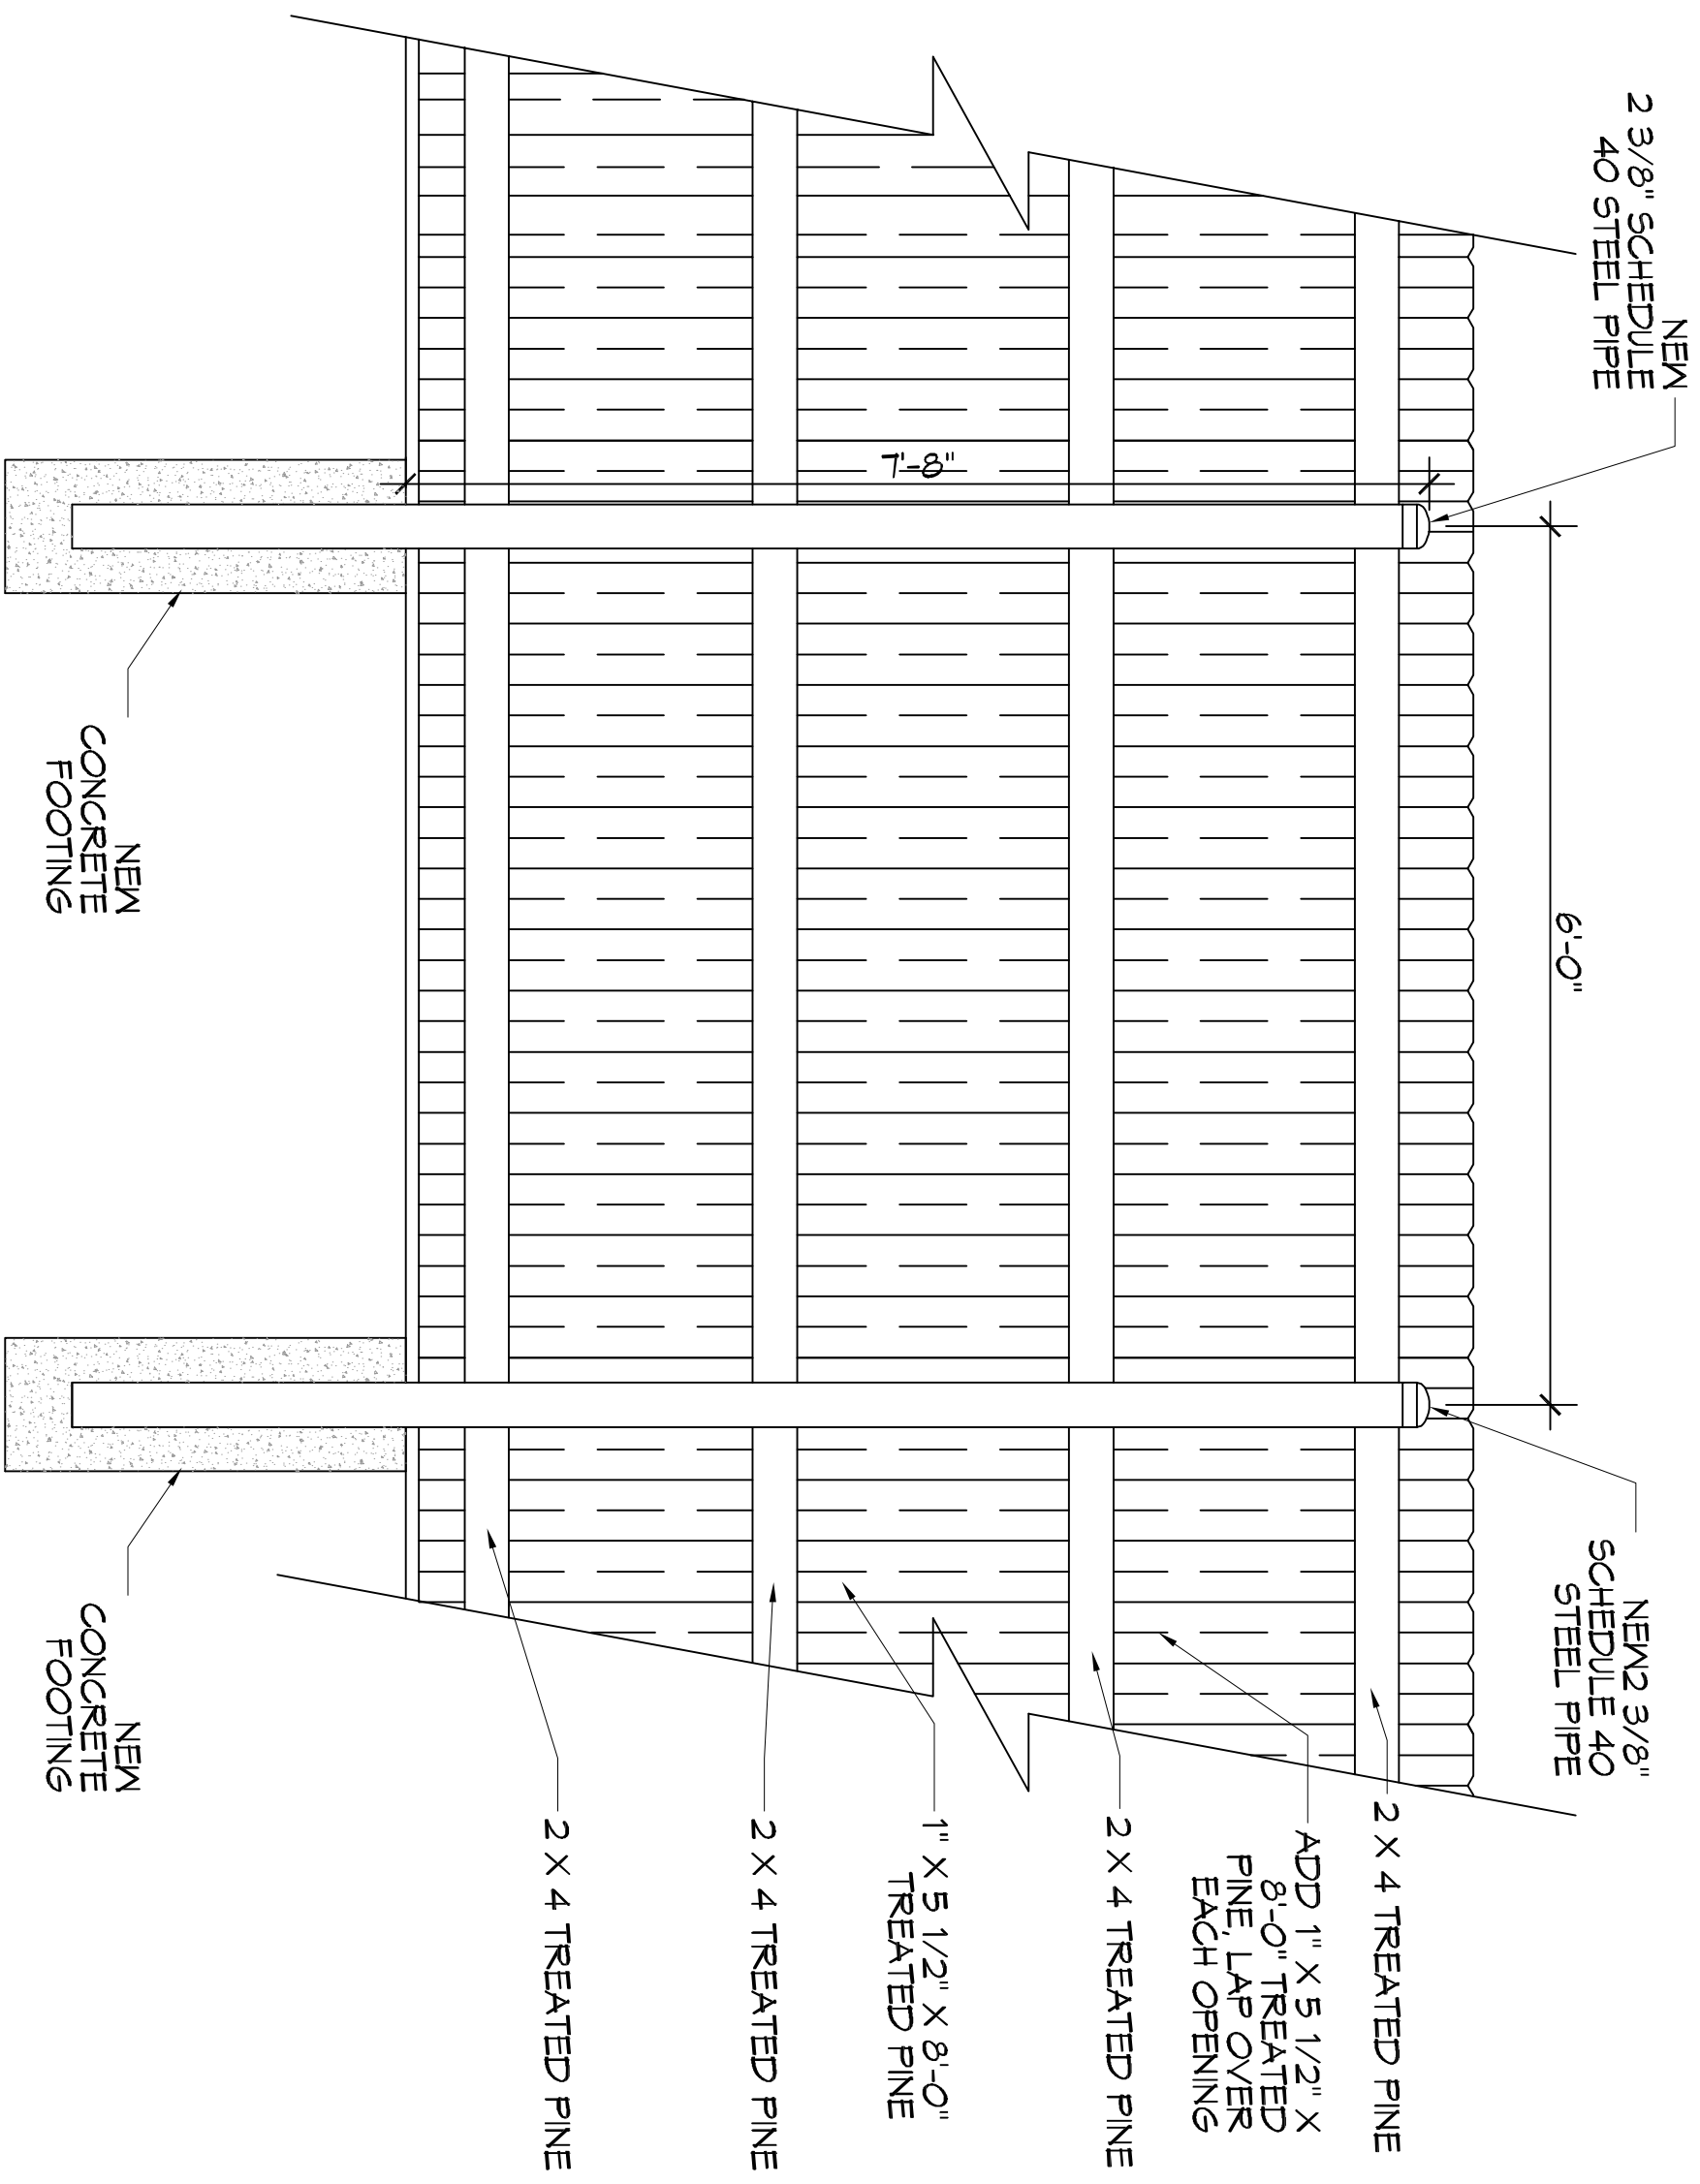 NEW
2 3/8" SCHEDULE
40 STEEL PIPE
6'-0"
NEW2 3/8"
SCHEDULE 40
STEEL PIPE
7'-8"
2 X 4 TREATED PINE
ADD 1" X 5 1/2" X
8'-0" TREATED
PINE, LAP OVER
EACH OPENING
2 X 4 TREATED PINE
1" X 5 1/2" X 8'-0"
TREATED PINE
2 X 4 TREATED PINE
2 X 4 TREATED PINE
NEW
CONCRETE
FOOTING
NEW
CONCRETE
FOOTING